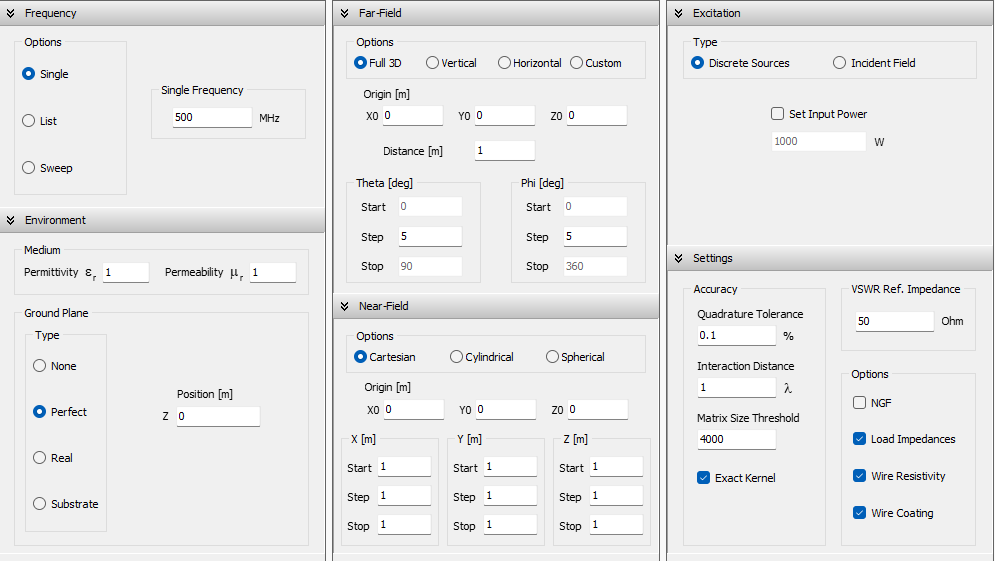 Frequency
Options
Single
List
Sweep
Single Frequency
500 MHz
Environment
Medium
Permittivity εr 1 Permeability μr 1
Ground Plane
Type
None
Perfect
Real
Substrate
Position [m]
Z 0
Far-Field
Options
Full 3D Vertical Horizontal Custom
Origin [m]
X0 0 Y0 0 Z0 0
Distance [m] 1
Theta [deg]
Start 0
Step 5
Stop 90
Phi [deg]
Start 0
Step 5
Stop 360
Near-Field
Options
Cartesian Cylindrical Spherical
Origin [m]
X0 0 Y0 0 Z0 0
X [m]
Start 1
Step 1
Stop 1
Y [m]
Start 1
Step 1
Stop 1
Z [m]
Start 1
Step 1
Stop 1
Excitation
Type
Discrete Sources Incident Field
Set Input Power
1000 W
Settings
Accuracy
Quadrature Tolerance
0.1 %
Interaction Distance
1 λ
Matrix Size Threshold
4000
Exact Kernel
VSWR Ref. Impedance
50 Ohm
Options
NGF
Load Impedances
Wire Resistivity
Wire Coating